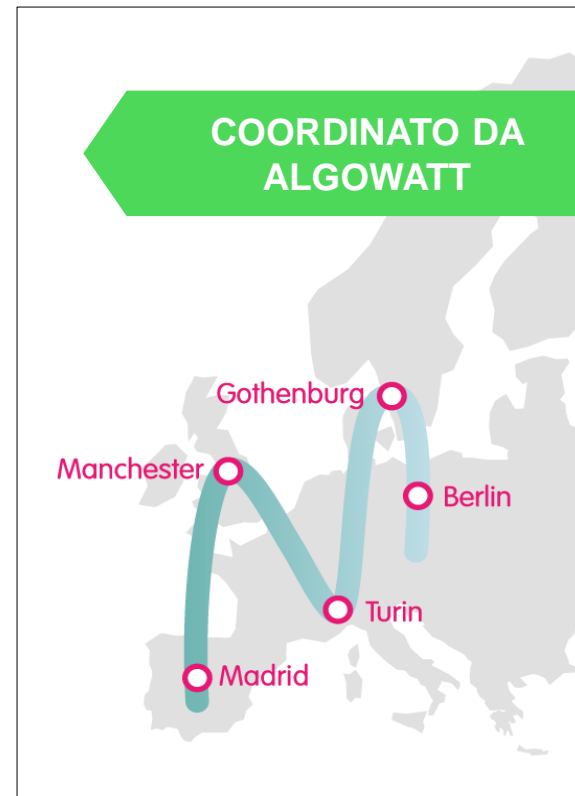 COORDINATO DA
ALGOWATT
Gothenburg
Manchester
Berlin
Turin
Madrid